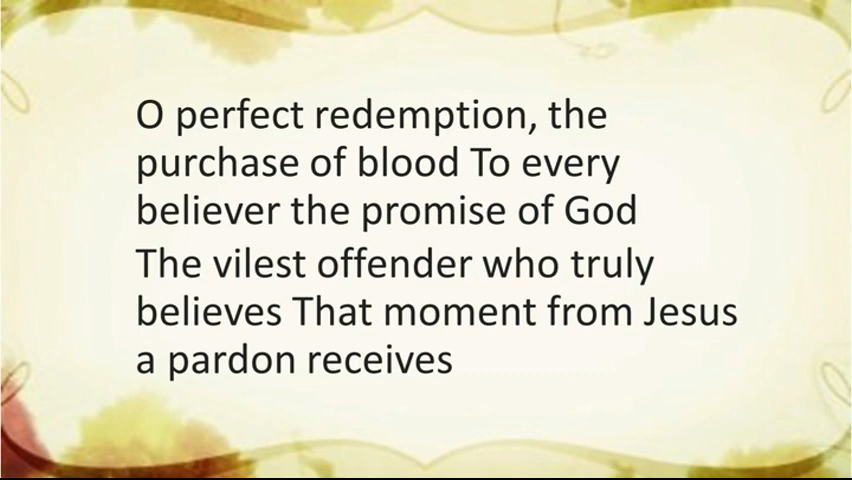 O perfect redemption, the
purchase of blood To every
believer the promise of God
The vilest offender who truly
believes That moment from Jesus
a pardon receives